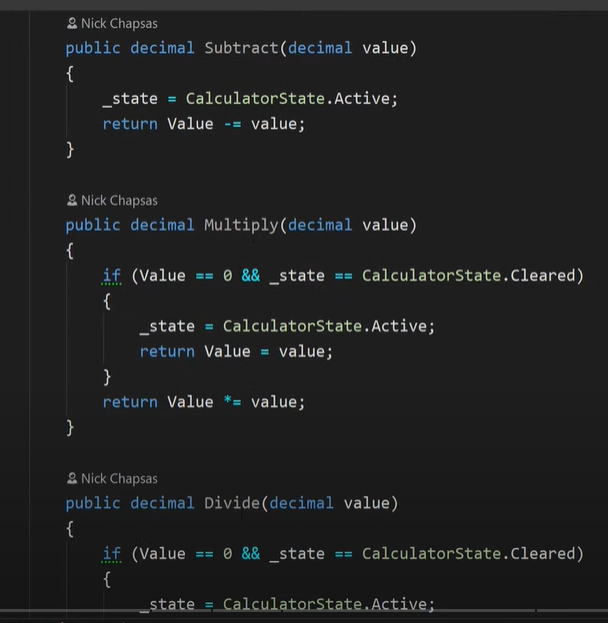 Nick Chapsas
public decimal Subtract(decimal value)
{
_state = CalculatorState.Active;
return Value -= value;
}
Nick Chapsas
public decimal Multiply(decimal value)
{
if (Value == 0 && _state == CalculatorState.Cleared)
{
_state = CalculatorState.Active;
return Value = value;
}
return Value *= value;
}
Nick Chapsas
public decimal Divide(decimal value)
{
if (Value == 0 && _state == CalculatorState.Cleared)
{
_state = CalculatorState.Active;